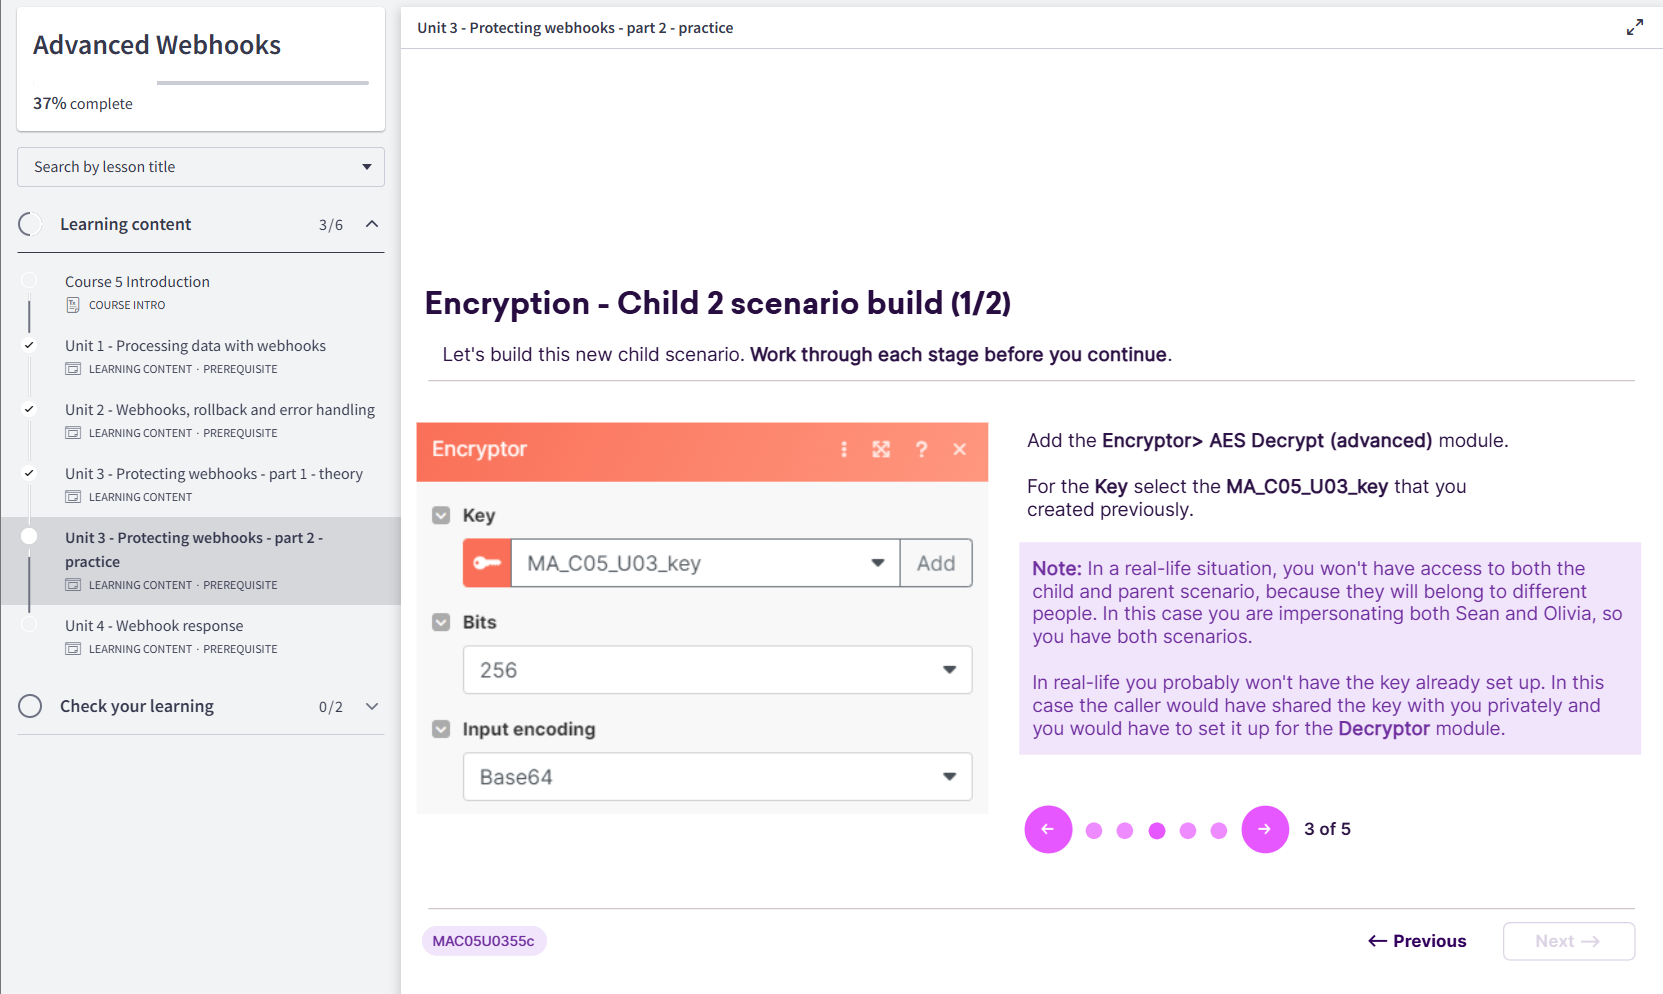 Advanced Webhooks
37% complete
Search by lesson title
Learning content
3/6
Course 5 Introduction
COURSE INTRO
Unit 1 - Processing data with webhooks
LEARNING CONTENT · PREREQUISITE
Unit 2 - Webhooks, rollback and error handling
LEARNING CONTENT · PREREQUISITE
Unit 3 - Protecting webhooks - part 1 - theory
LEARNING CONTENT
Unit 3 - Protecting webhooks - part 2 -
practice
LEARNING CONTENT · PREREQUISITE
Unit 4 - Webhook response
LEARNING CONTENT · PREREQUISITE
Check your learning
0/2
Unit 3 - Protecting webhooks - part 2 - practice
Encryption - Child 2 scenario build (1/2)
Let's build this new child scenario. Work through each stage before you continue.
Encryptor
Key
MA_C05_U03_key
Add
Bits
256
Input encoding
Base64
Add the Encryptor> AES Decrypt (advanced) module.
For the Key select the MA_C05_U03_key that you
created previously.
Note: In a real-life situation, you won't have access to both the
child and parent scenario, because they will belong to different
people. In this case you are impersonating both Sean and Olivia, so
you have both scenarios.
In real-life you probably won't have the key already set up. In this
case the caller would have shared the key with you privately and
you would have to set it up for the Decryptor module.
3 of 5
MAC05U0355c
← Previous
Next →